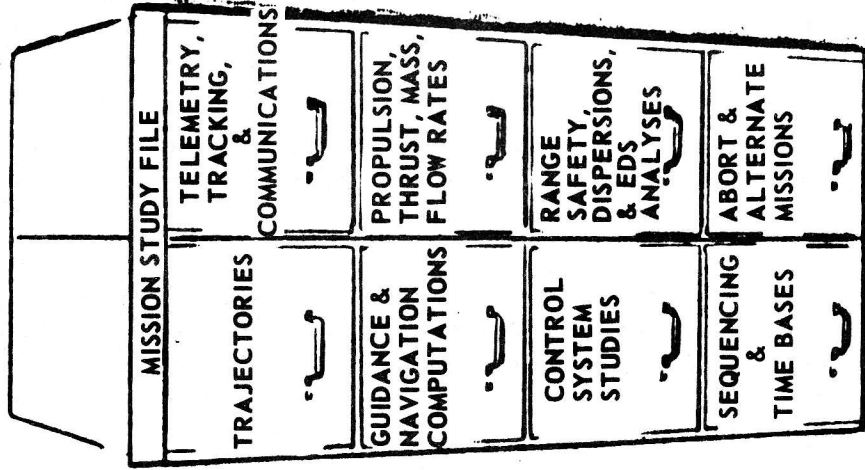 MISSION STUDY FILE
TRAJECTORIES
TELEMETRY,
TRACKING,
&
COMMUNICATIONS
GUIDANCE &
NAVIGATION
COMPUTATIONS
PROPULSION,
THRUST, MASS,
FLOW RATES
CONTROL
SYSTEM
STUDIES
RANGE
SAFETY,
DISPERSIONS,
& EDS
ANALYSES
SEQUENCING
&
TIME BASES
ABORT &
ALTERNATE
MISSIONS